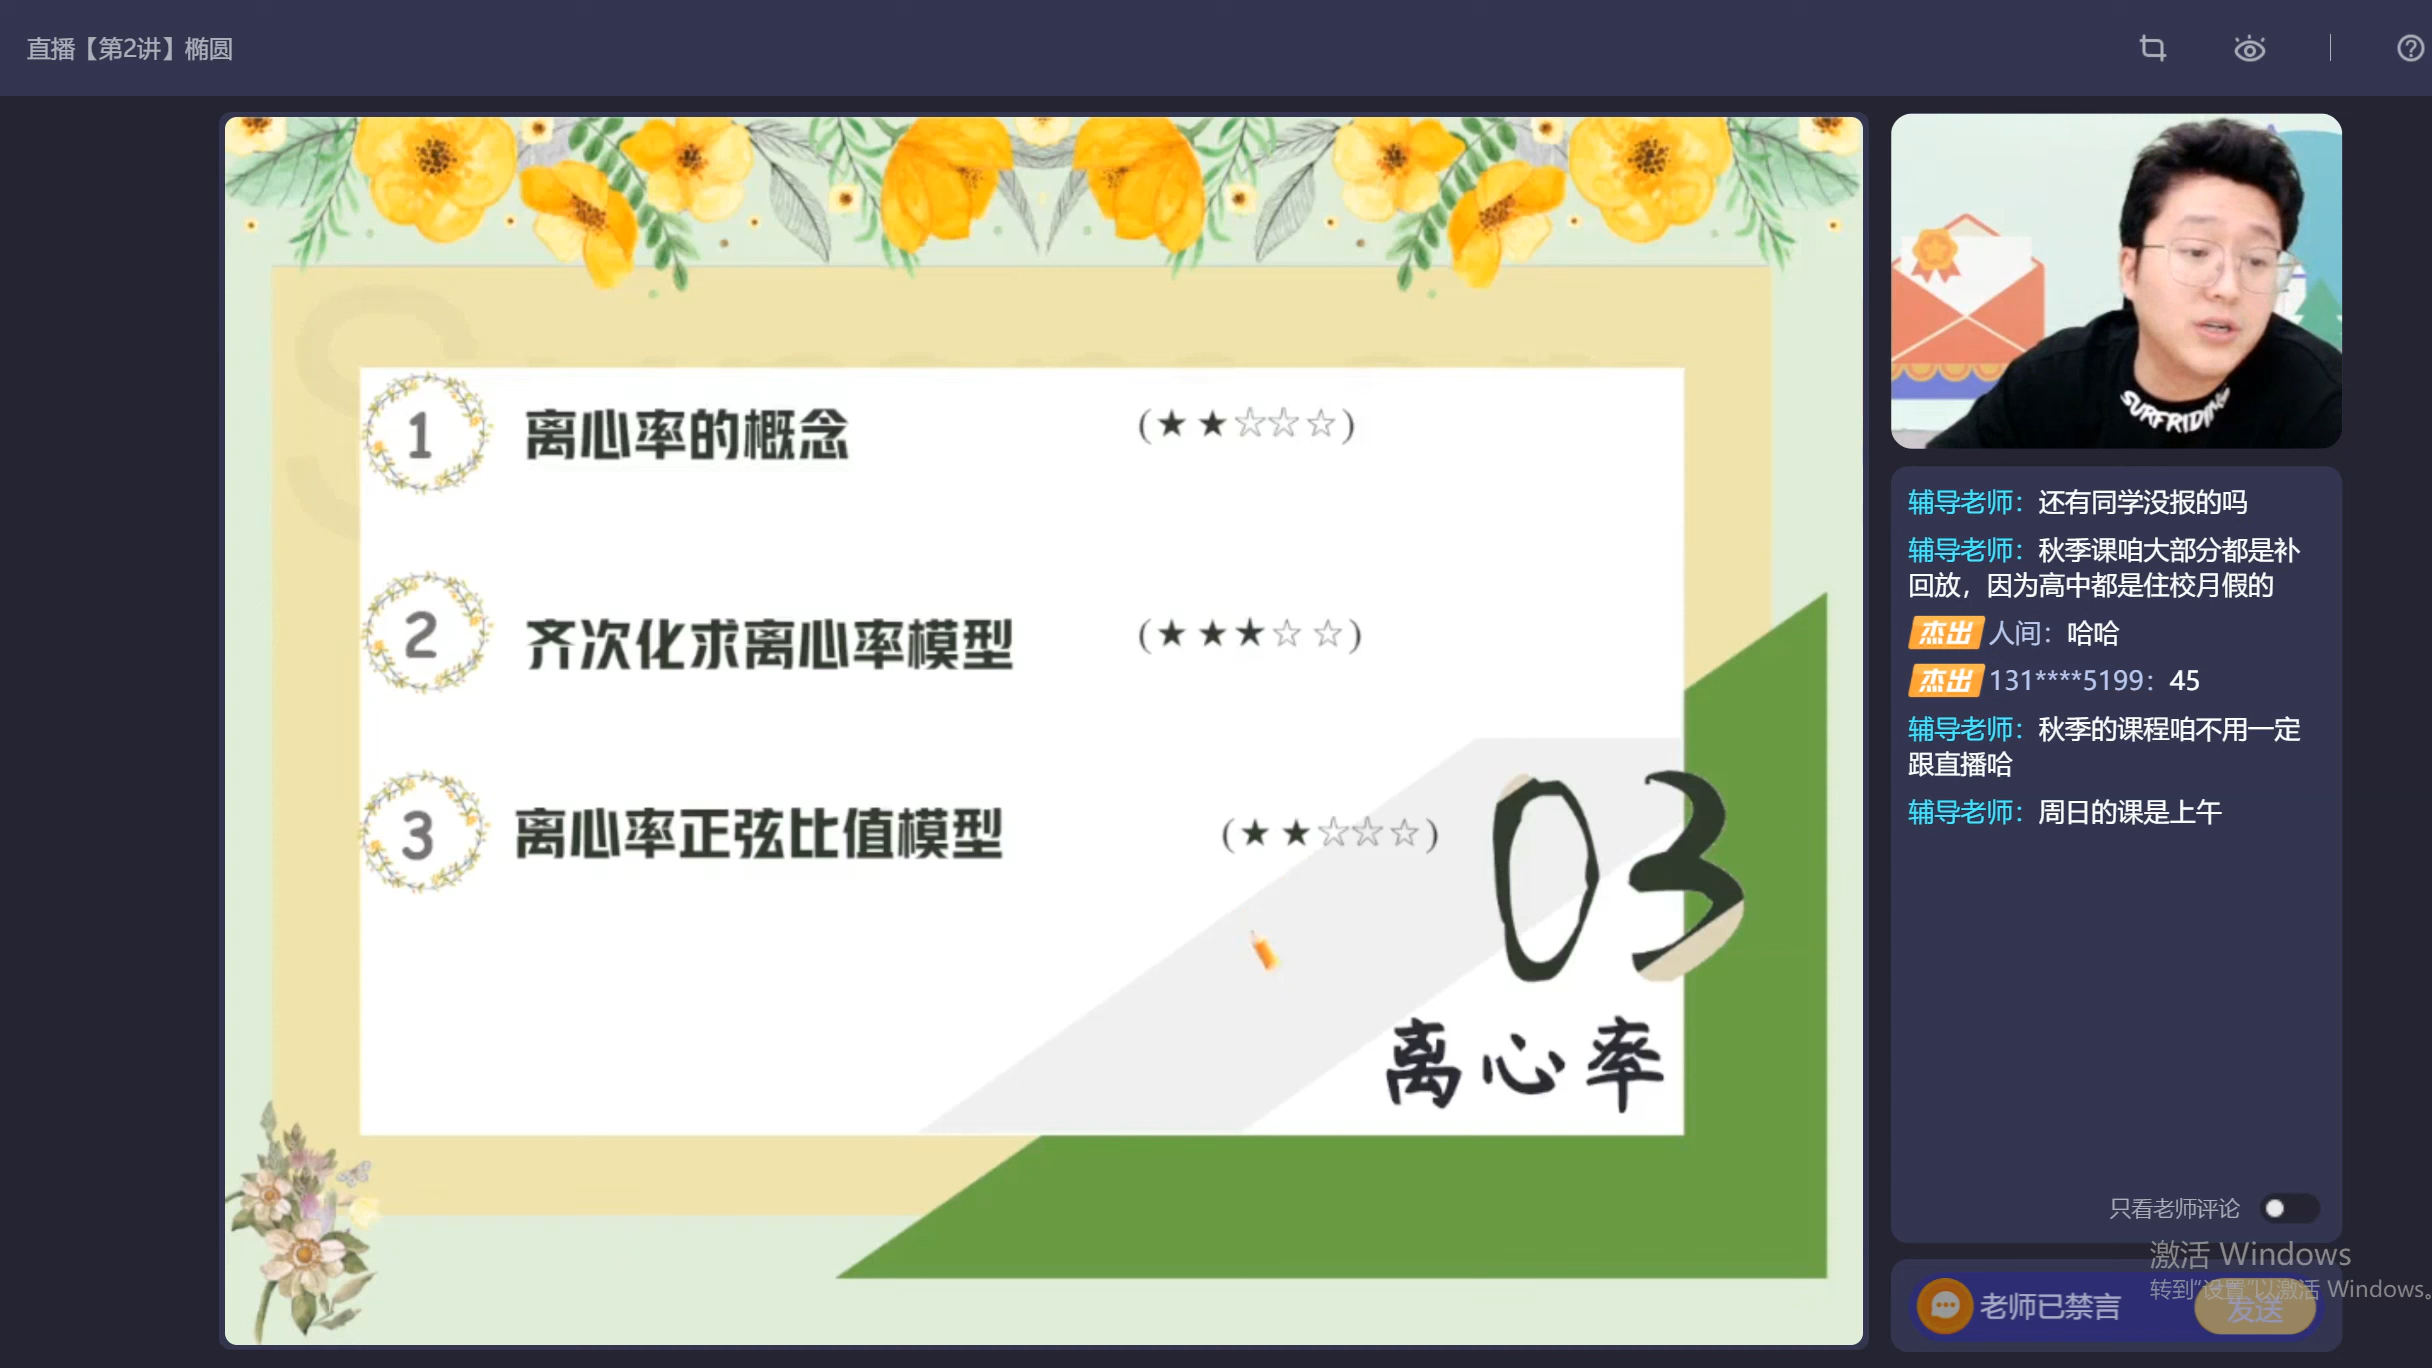 直播【第2讲】椭圆
1 离心率的概念 (★★☆☆☆)
2 齐次化求离心率模型 (★★★☆☆)
3 离心率正弦比值模型 (★★☆☆☆)
03
离心率
SURFRIDING
辅导老师：还有同学没报的吗
辅导老师：秋季课咱大部分都是补
回放，因为高中都是住校月假的
杰出 人间：哈哈
杰出 131****5199：45
辅导老师：秋季的课程咱不用一定
跟直播哈
辅导老师：周日的课是上午
只看老师评论
激活 Windows
转到“设置”以激活 Windows。
老师已禁言
发送